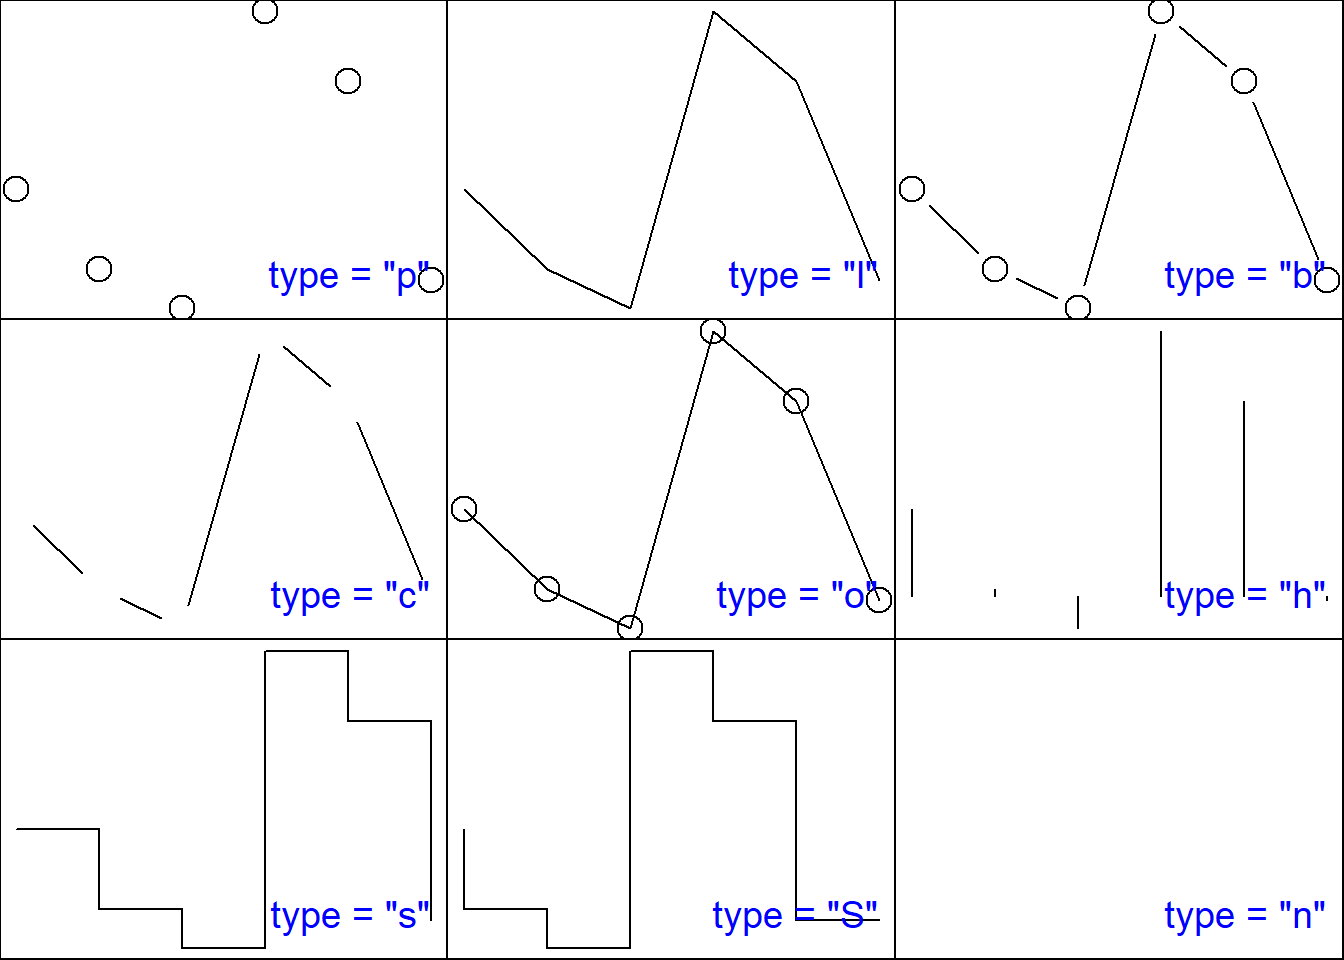 type = "p"
type = "l"
type = "b"
type = "c"
type = "o"
type = "h"
type = "s"
type = "S"
type = "n"